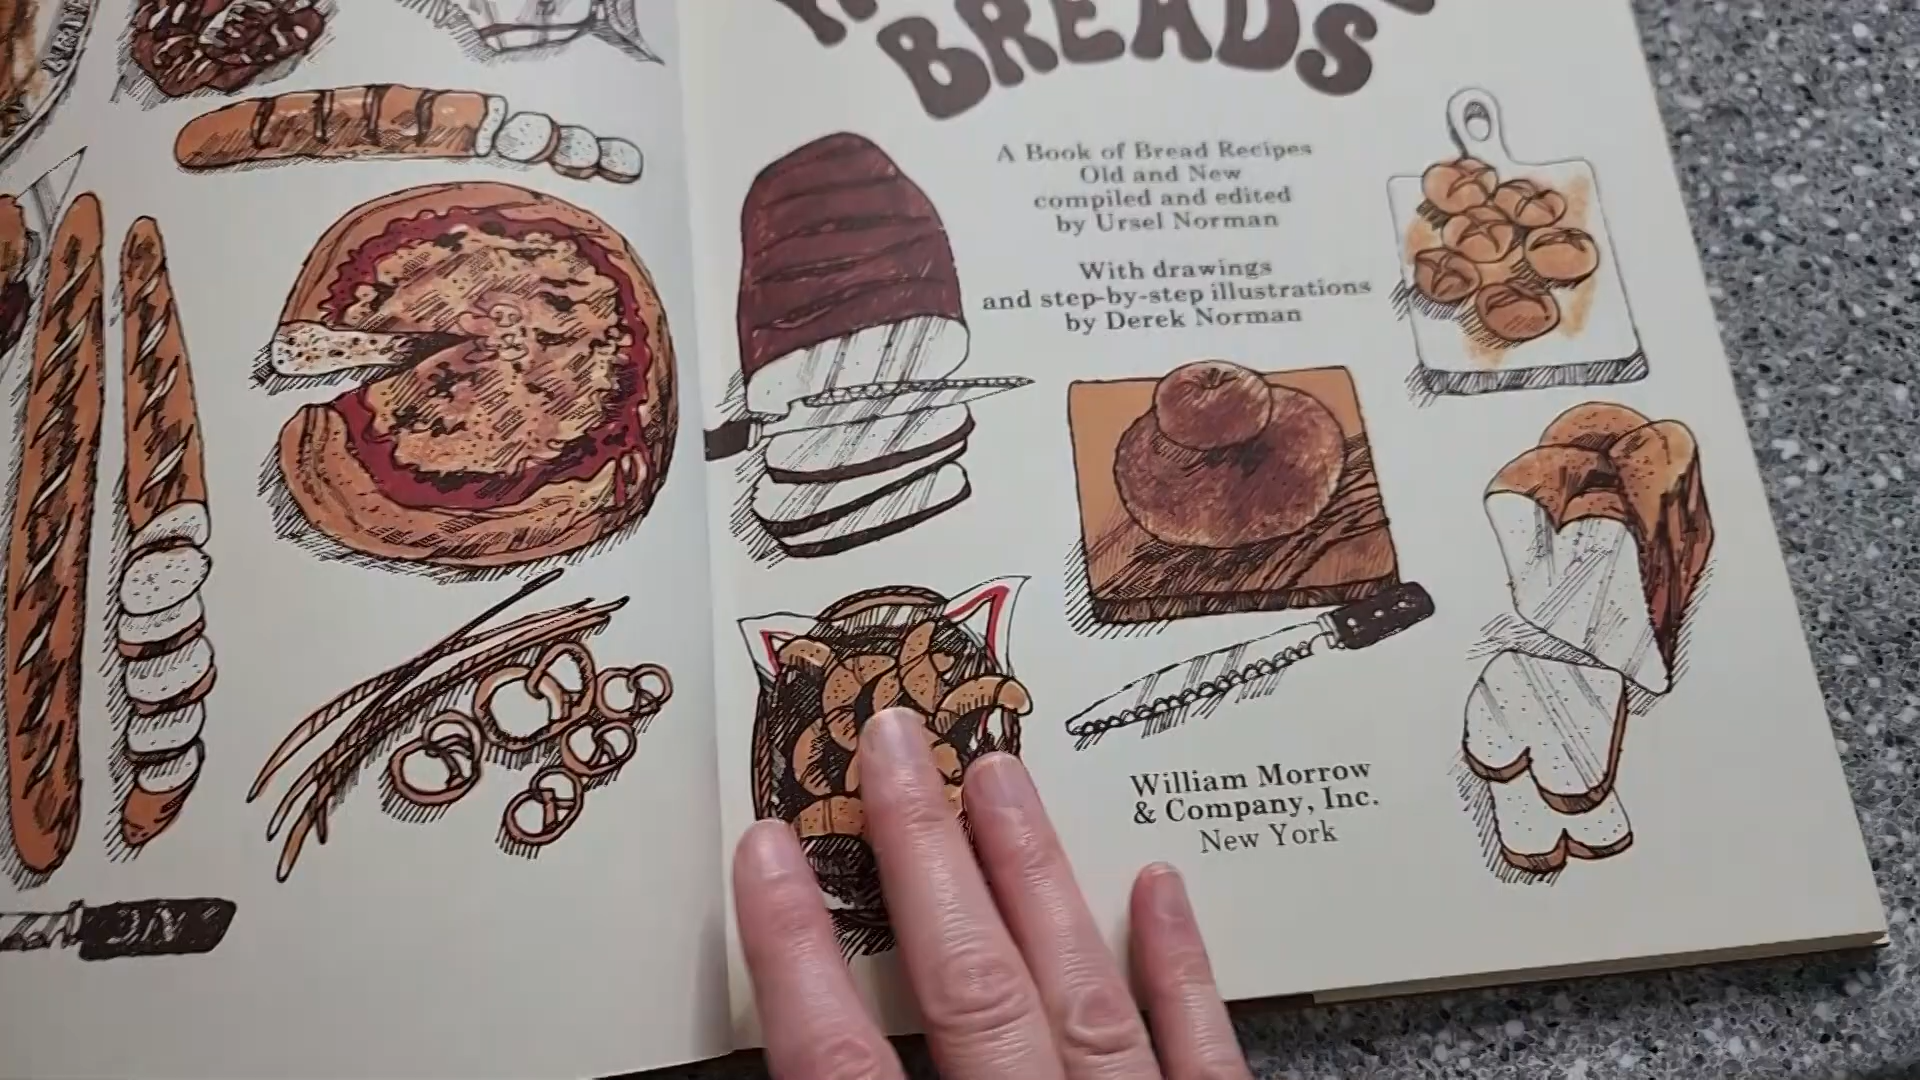 BREADS
A Book of Bread Recipes
Old and New
compiled and edited
by Ursel Norman
With drawings
and step-by-step illustrations
by Derek Norman
William Morrow
& Company, Inc.
New York